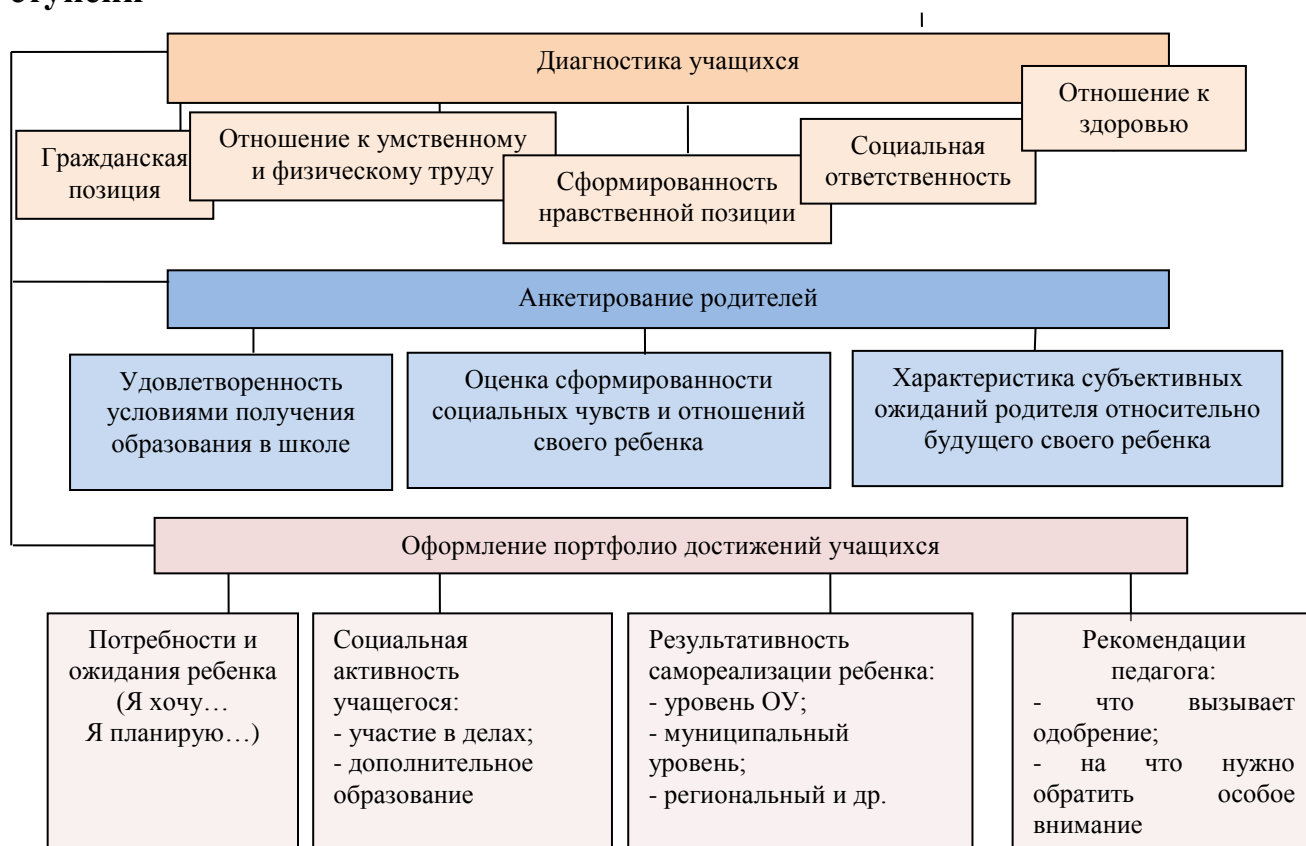 ступени
Диагностика учащихся
Гражданская
позиция
Отношение к умственному
и физическому труду
Сформированность
нравственной позиции
Социальная
ответственность
Отношение к
здоровью
Анкетирование родителей
Удовлетворенность
условиями получения
образования в школе
Оценка сформированности
социальных чувств и отношений
своего ребенка
Характеристика субъективных
ожиданий родителя относительно
будущего своего ребенка
Оформление портфолио достижений учащихся
Потребности и
ожидания ребенка
(Я хочу…
Я планирую…)
Социальная
активность
учащегося:
- участие в делах;
- дополнительное
образование
Результативность
самореализации ребенка:
- уровень ОУ;
- муниципальный
уровень;
- региональный и др.
Рекомендации
педагога:
- что вызывает
одобрение;
- на что нужно
обратить особое
внимание